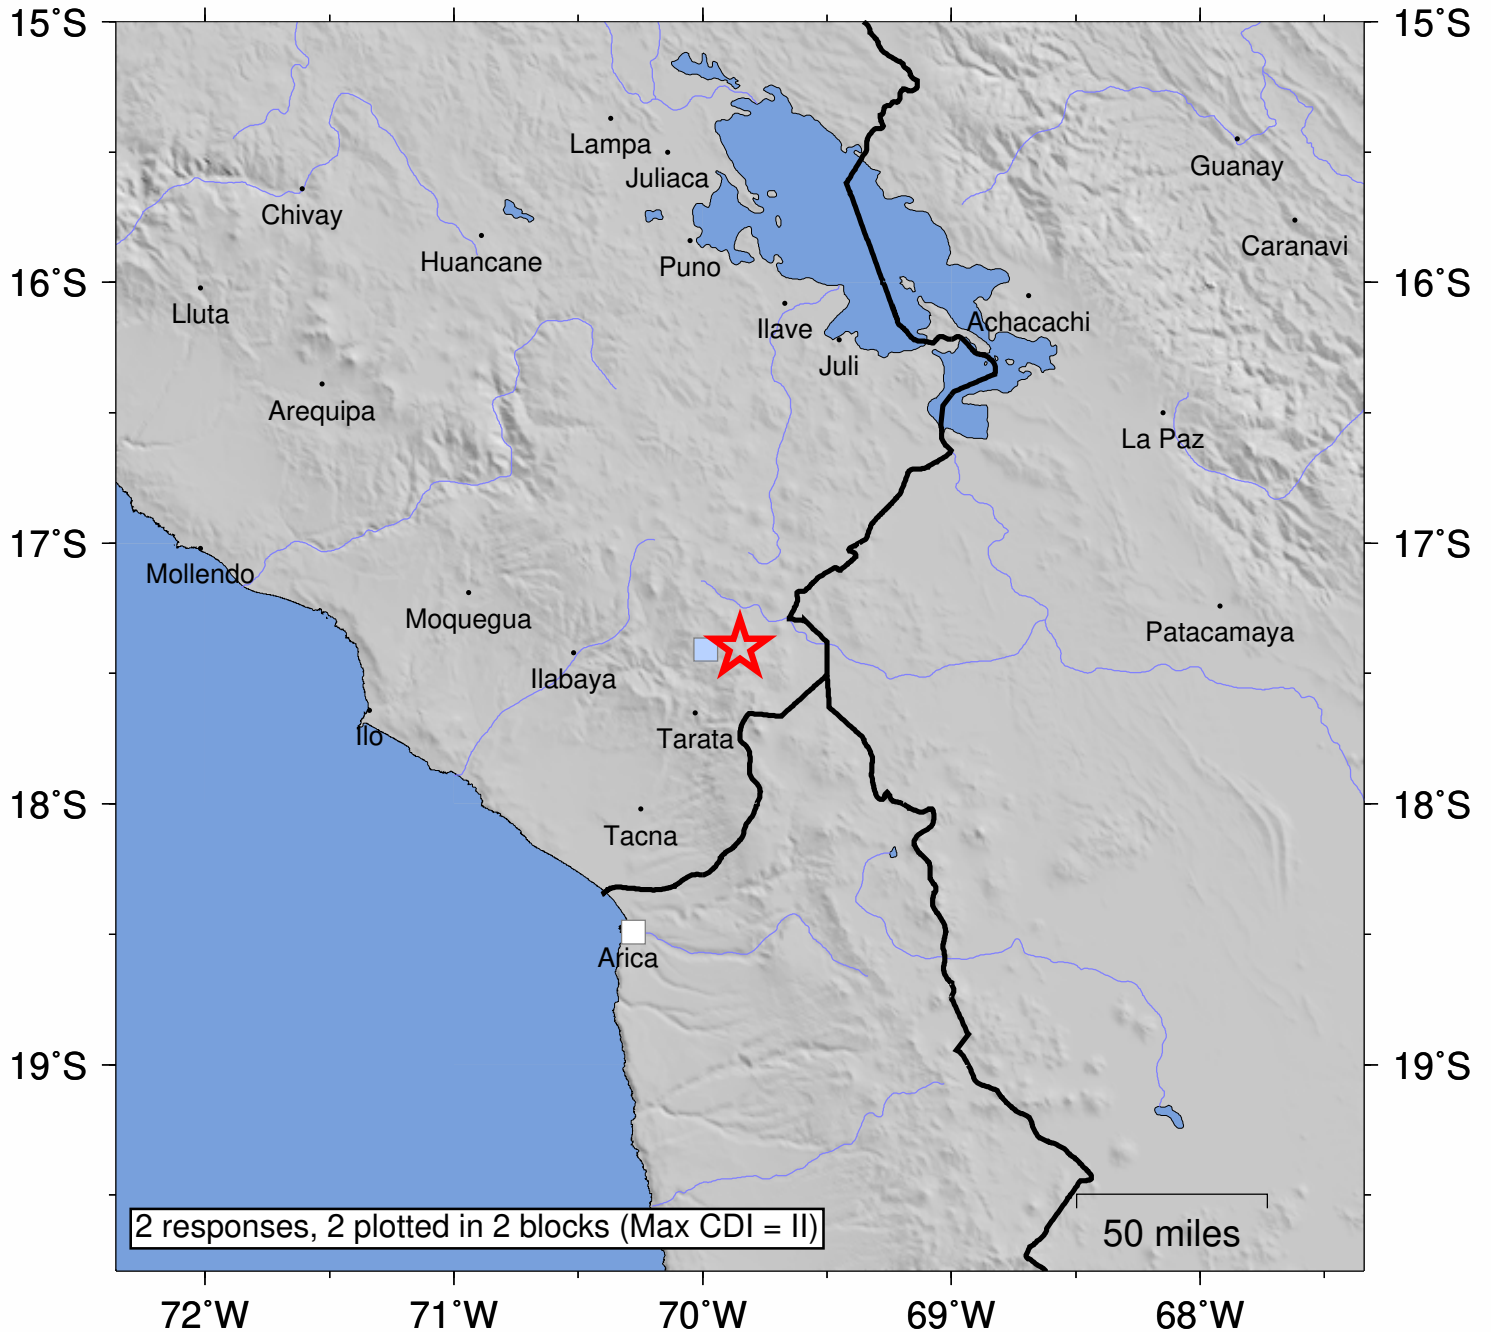 15°S 15°S
Lampa
Juliaca
Guanay
Chivay
Caranavi
Huancane
Puno
16°S 16°S
Lluta
Ilave
Achacachi
Juli
Arequipa
La Paz
17°S 17°S
Mollendo
Moquegua
Patacamaya
Ilabaya
Ilo
Tarata
18°S 18°S
Tacna
Arica
19°S 19°S
2 responses, 2 plotted in 2 blocks (Max CDI = II)
50 miles
72°W 71°W 70°W 69°W 68°W